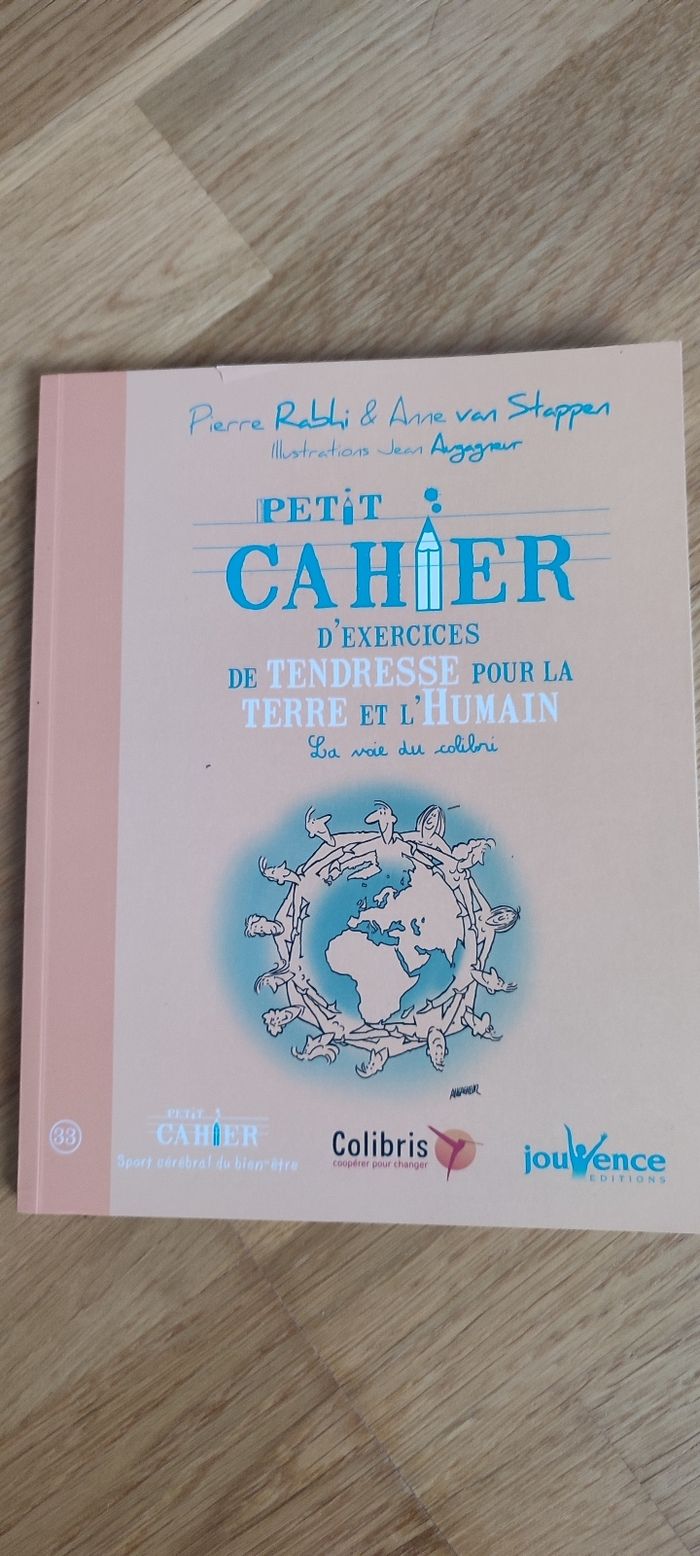 Pierre Rabhi & Anne van Stappen
Illustrations Jean Augagneur
PETIT
CAHIER
D'EXERCICES
DE TENDRESSE POUR LA
TERRE ET L'HUMAIN
La voie du colibri
AUGAGNEUR
33
PETIT
CAHIER
Sport cérébral du bien-être
Colibris
coopérer pour changer
jouvence
EDITIONS